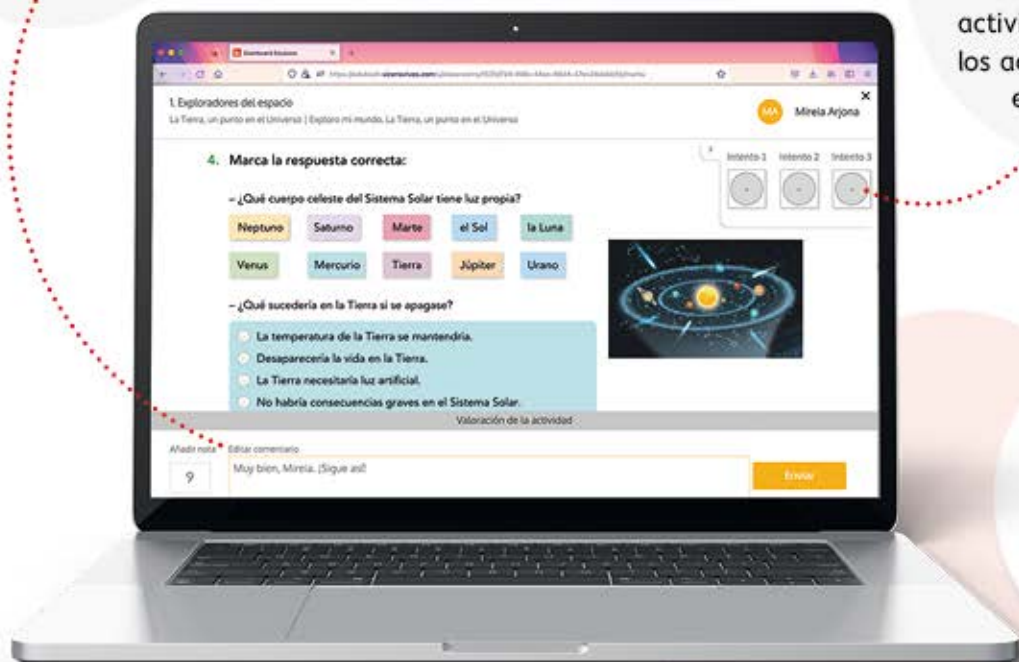 activ
los ac
e
1. Exploradores del espacio
La Tierra, un punto en el Universo | Exploro mi mundo. La Tierra, un punto en el Universo
MA
Mireia Arjona
4. Marca la respuesta correcta:
Intento 1 Intento 2 Intento 3
– ¿Qué cuerpo celeste del Sistema Solar tiene luz propia?
Neptuno Saturno Marte el Sol la Luna
Venus Mercurio Tierra Júpiter Urano
– ¿Qué sucedería en la Tierra si se apagase?
La temperatura de la Tierra se mantendría.
Desaparecería la vida en la Tierra.
La Tierra necesitaría luz artificial.
No habría consecuencias graves en el Sistema Solar.
Valoración de la actividad
Añadir nota Editar comentario
9 Muy bien, Mireia. ¡Sigue así!
Enviar